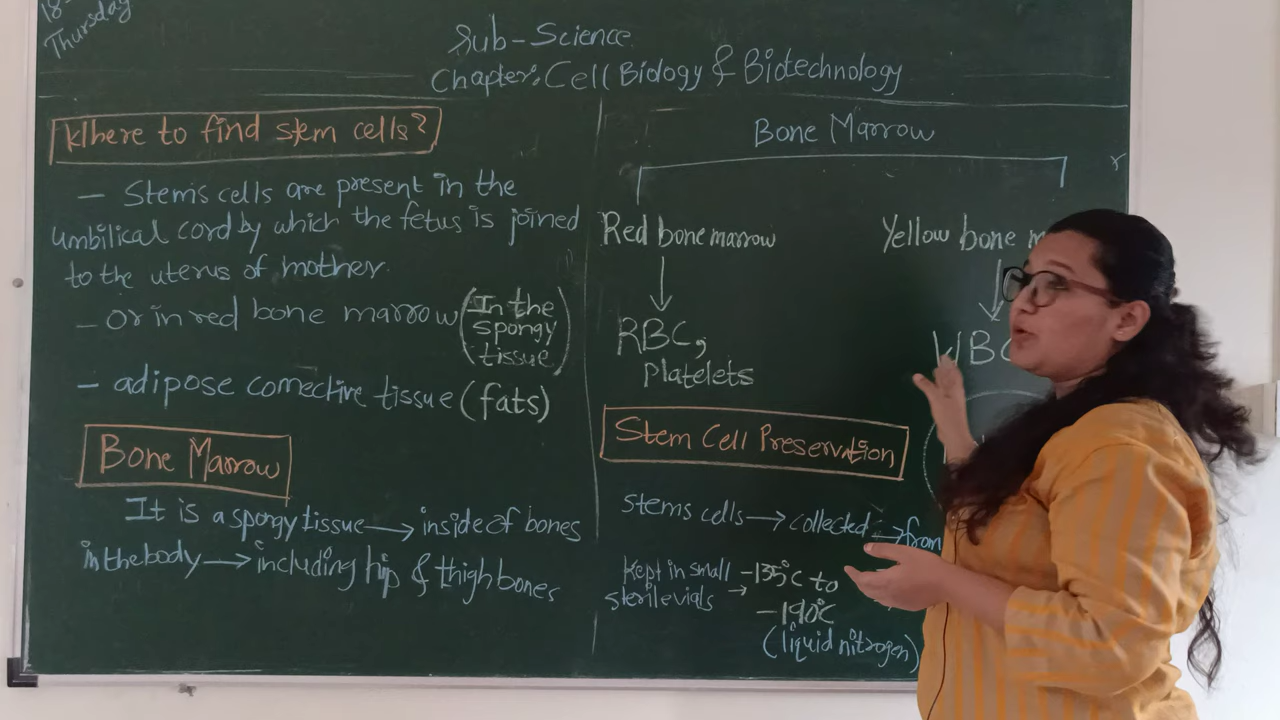 18-
Thursday
Sub-Science
Chapter: Cell Biology & Biotechnology
Where to find stem cells?
- Stems cells are present in the
umbilical cord by which the fetus is joined
to the uterus of mother.
- Or in red bone marrow (In the
spongy
tissue)
- adipose connective tissue (fats)
Bone Marrow
It is a spongy tissue → inside of bones
in the body → including hip & thigh bones
Bone Marrow
Red bone marrow
Yellow bone m
RBC,
Platelets
WBC
Stem Cell Preservation
Stems cells → collected → from
kept in small
sterile vials → -135°C to
-190°C
(liquid nitrogen)